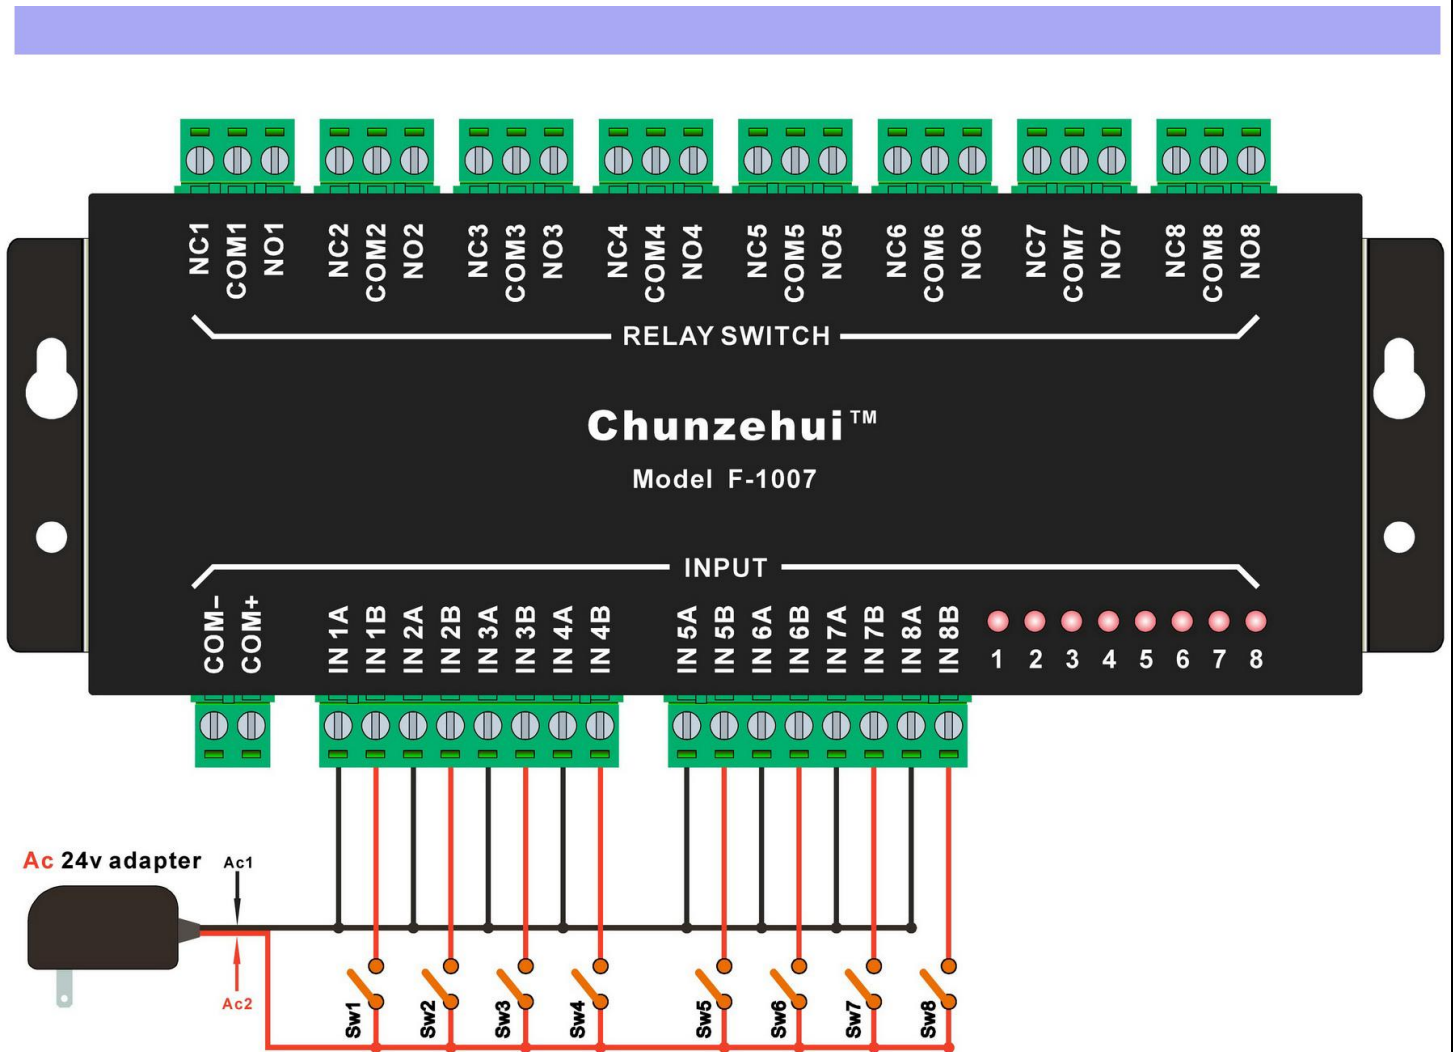 NC1 COM1 NO1 NC2 COM2 NO2 NC3 COM3 NO3 NC4 COM4 NO4 NC5 COM5 NO5 NC6 COM6 NO6 NC7 COM7 NO7 NC8 COM8 NO8
RELAY SWITCH
Chunzehui™
Model F-1007
INPUT
COM− COM+ IN 1A IN 1B IN 2A IN 2B IN 3A IN 3B IN 4A IN 4B IN 5A IN 5B IN 6A IN 6B IN 7A IN 7B IN 8A IN 8B
1 2 3 4 5 6 7 8
Ac 24v adapter
Ac1
Ac2
Sw1 Sw2 Sw3 Sw4 Sw5 Sw6 Sw7 Sw8